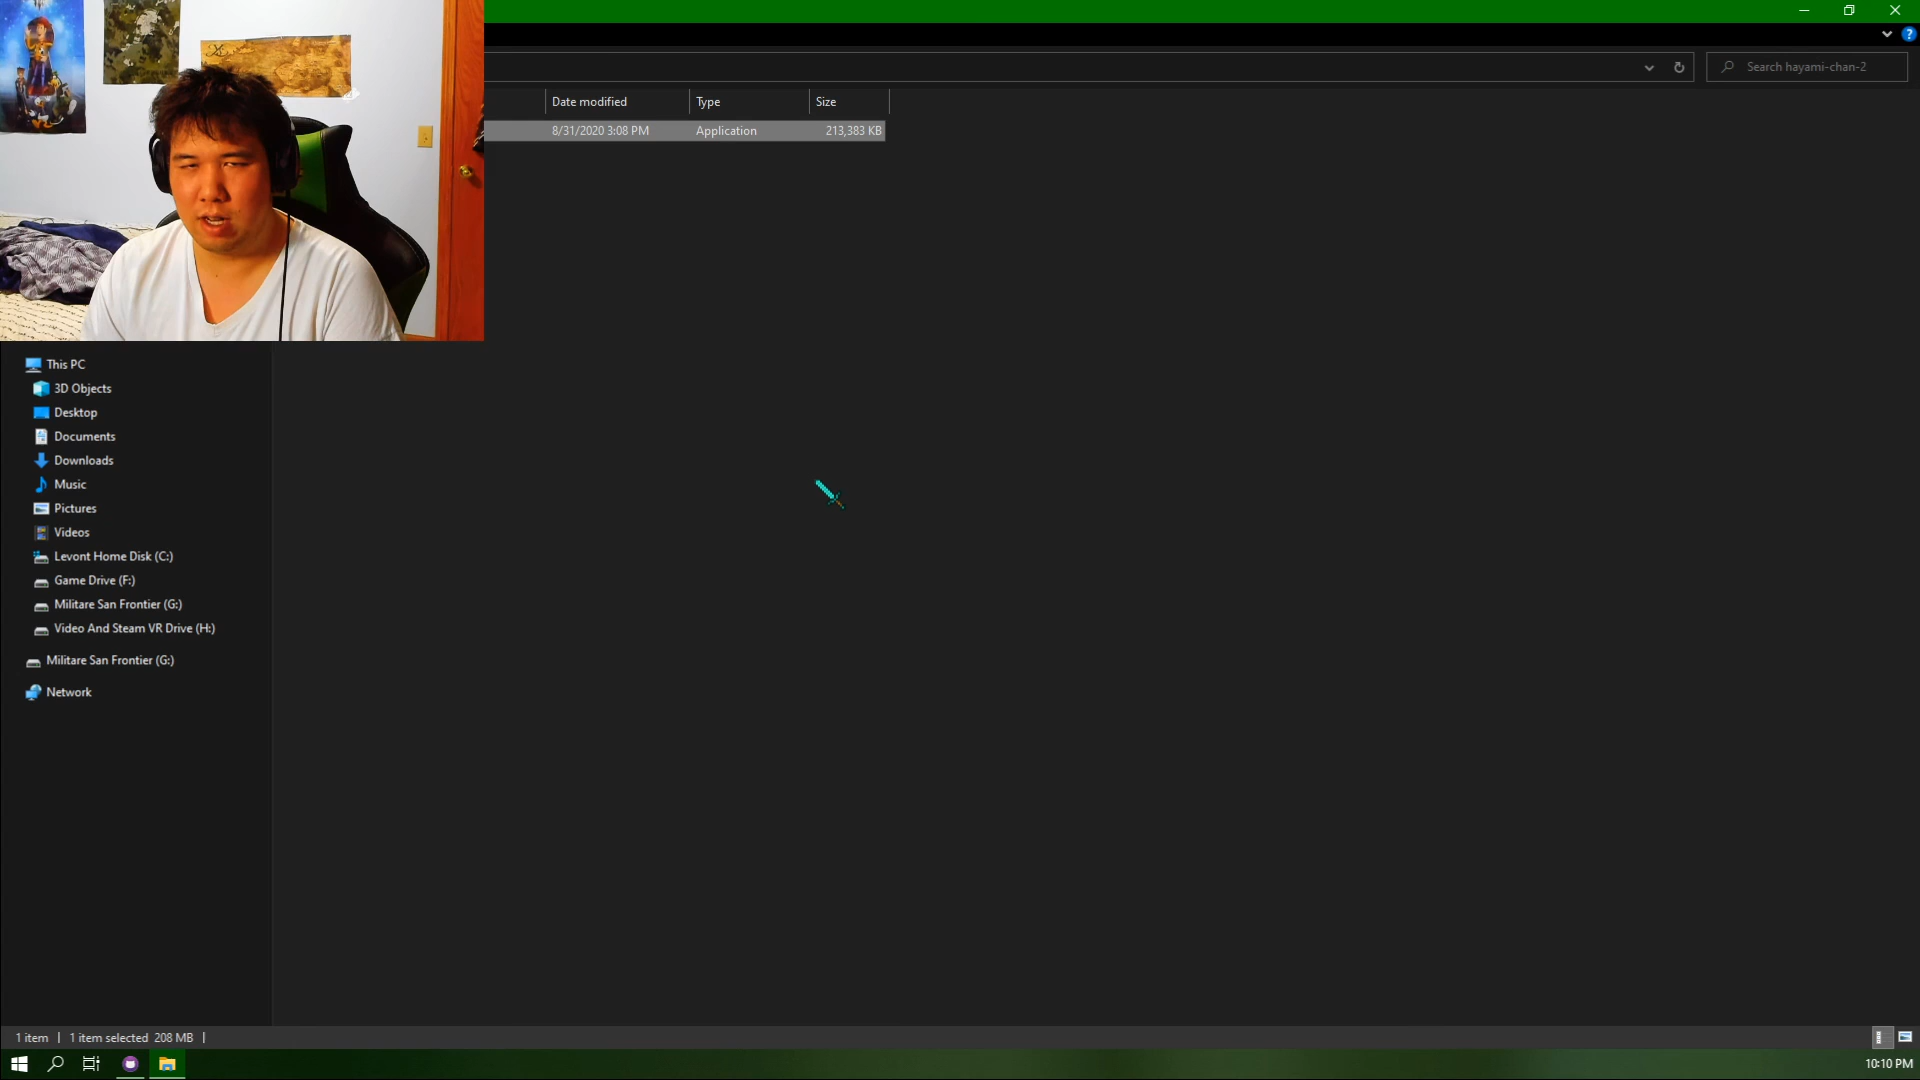 Search hayami-chan-2
Date modified
Type
Size
8/31/2020 3:08 PM
Application
213,383 KB
This PC
3D Objects
Desktop
Documents
Downloads
Music
Pictures
Videos
Levont Home Disk (C:)
Game Drive (F:)
Militare San Frontier (G:)
Video And Steam VR Drive (H:)
Militare San Frontier (G:)
Network
1 item
1 item selected 208 MB
10:10 PM